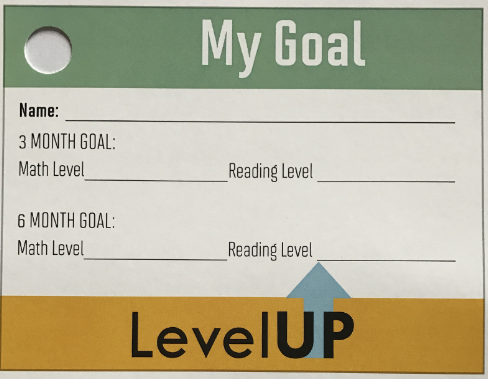 My Goal
Name:
3 MONTH GOAL:
Math Level Reading Level
6 MONTH GOAL:
Math Level Reading Level
LevelUP